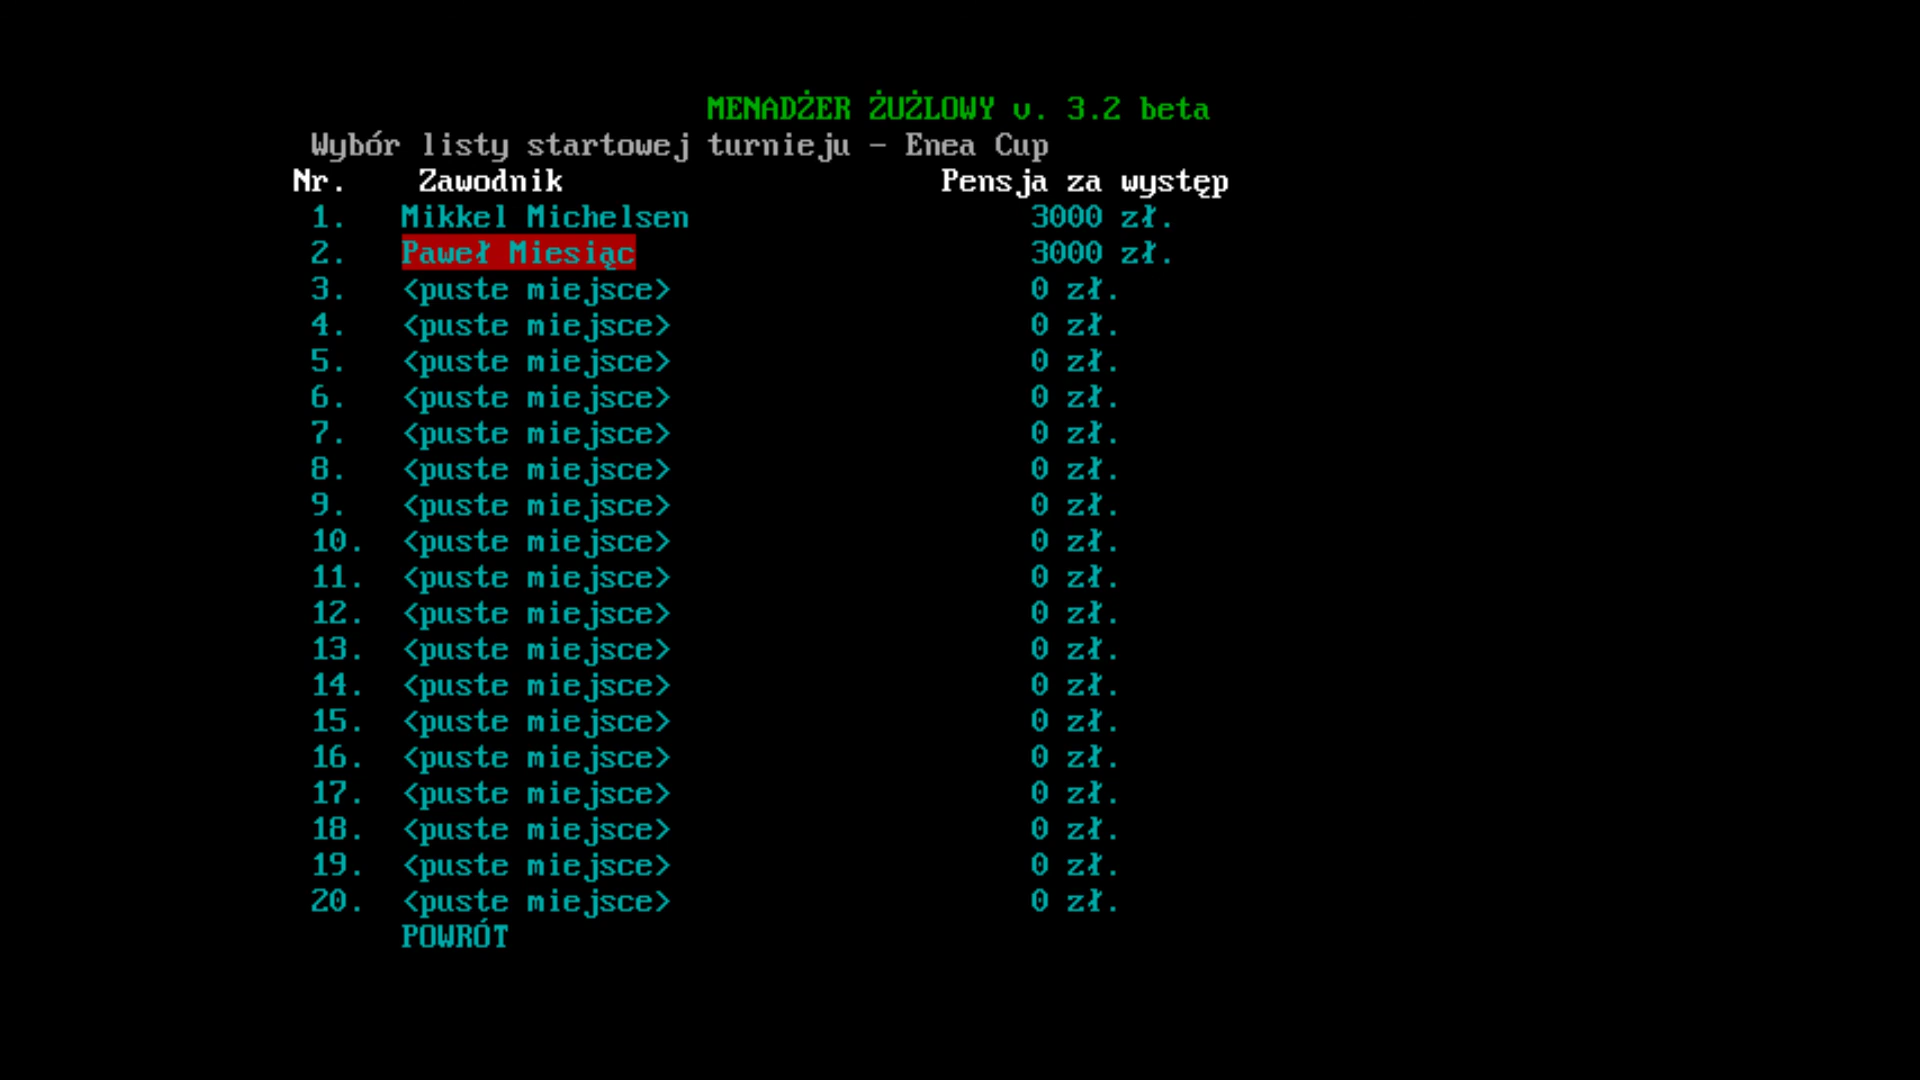 MENADŻER ŻUŻLOWY v. 3.2 beta
Wybór listy startowej turnieju - Enea Cup
Nr. Zawodnik Pensja za występ
1. Mikkel Michelsen 3000 zł.
2. Paweł Miesiąc 3000 zł.
3. <puste miejsce> 0 zł.
4. <puste miejsce> 0 zł.
5. <puste miejsce> 0 zł.
6. <puste miejsce> 0 zł.
7. <puste miejsce> 0 zł.
8. <puste miejsce> 0 zł.
9. <puste miejsce> 0 zł.
10. <puste miejsce> 0 zł.
11. <puste miejsce> 0 zł.
12. <puste miejsce> 0 zł.
13. <puste miejsce> 0 zł.
14. <puste miejsce> 0 zł.
15. <puste miejsce> 0 zł.
16. <puste miejsce> 0 zł.
17. <puste miejsce> 0 zł.
18. <puste miejsce> 0 zł.
19. <puste miejsce> 0 zł.
20. <puste miejsce> 0 zł.
POWRÓT